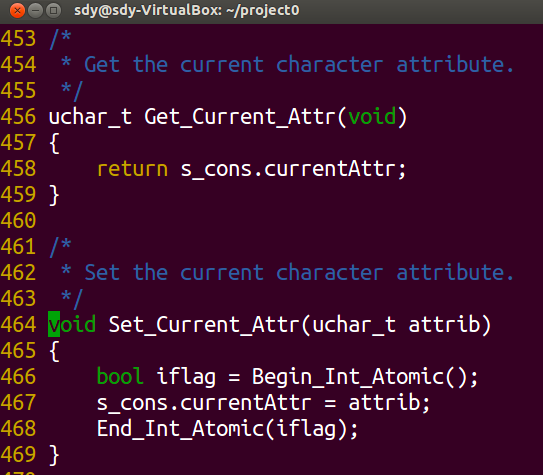 sdy@sdy-VirtualBox: ~/project0
453 /*
454  * Get the current character attribute.
455  */
456 uchar_t Get_Current_Attr(void)
457 {
458     return s_cons.currentAttr;
459 }
460
461 /*
462  * Set the current character attribute.
463  */
464 void Set_Current_Attr(uchar_t attrib)
465 {
466     bool iflag = Begin_Int_Atomic();
467     s_cons.currentAttr = attrib;
468     End_Int_Atomic(iflag);
469 }